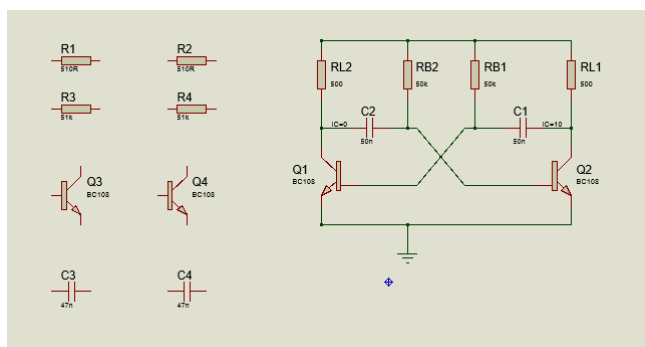 R1
510R
R2
510R
R3
51k
R4
51k
Q3
BC108
Q4
BC108
C3
47n
C4
47n
RL2
500
RB2
50k
RB1
50k
RL1
500
C2
IC=0
50n
C1
IC=10
50n
Q1
BC108
Q2
BC108